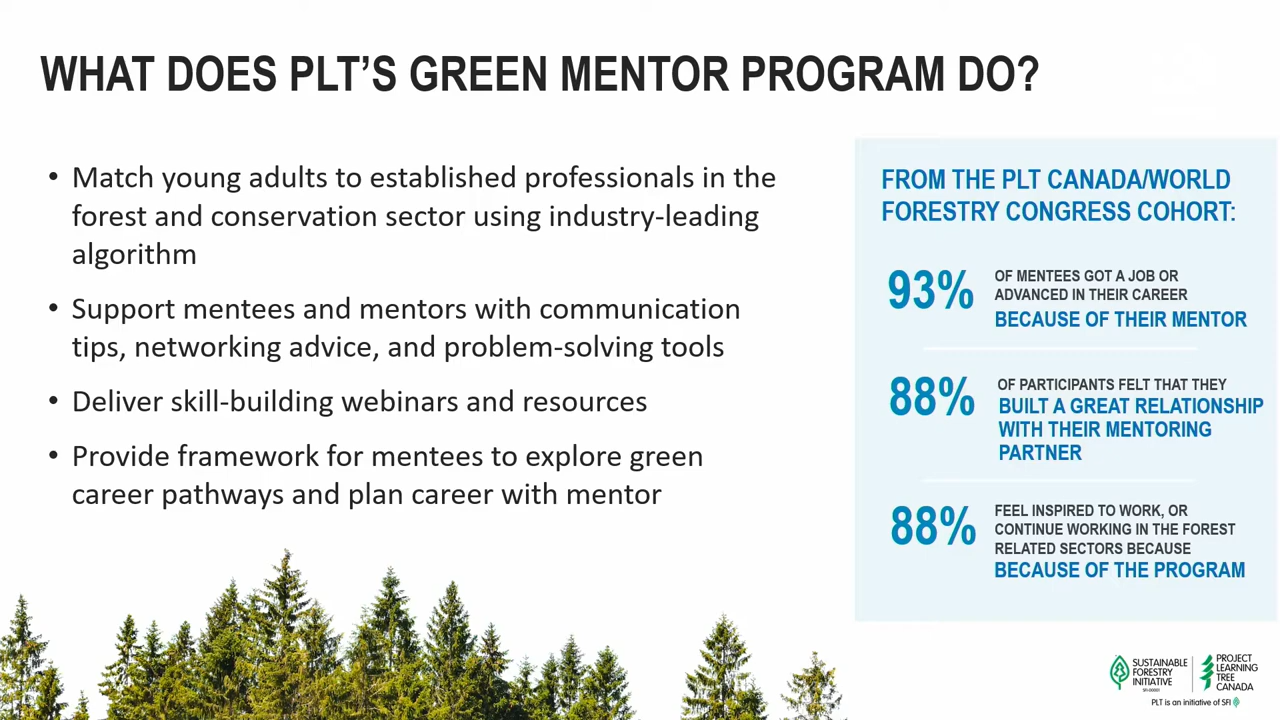 WHAT DOES PLT'S GREEN MENTOR PROGRAM DO?
• Match young adults to established professionals in the
forest and conservation sector using industry-leading
algorithm
• Support mentees and mentors with communication
tips, networking advice, and problem-solving tools
• Deliver skill-building webinars and resources
• Provide framework for mentees to explore green
career pathways and plan career with mentor
FROM THE PLT CANADA/WORLD
FORESTRY CONGRESS COHORT:
93%
OF MENTEES GOT A JOB OR
ADVANCED IN THEIR CAREER
BECAUSE OF THEIR MENTOR
88%
OF PARTICIPANTS FELT THAT THEY
BUILT A GREAT RELATIONSHIP
WITH THEIR MENTORING
PARTNER
88%
FEEL INSPIRED TO WORK, OR
CONTINUE WORKING IN THE FOREST
RELATED SECTORS BECAUSE
BECAUSE OF THE PROGRAM
SUSTAINABLE
FORESTRY
INITIATIVE
PROJECT
LEARNING
TREE
CANADA
PLT is an initiative of SFI